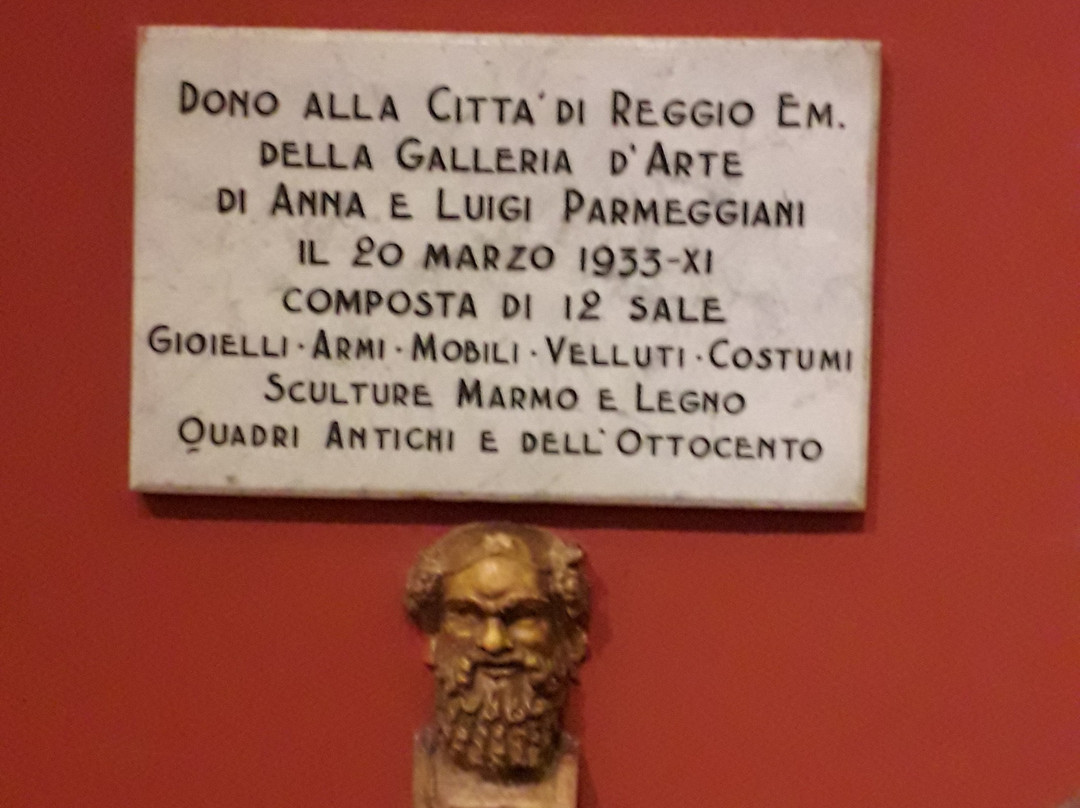 DONO ALLA CITTA' DI REGGIO EM.
DELLA GALLERIA D'ARTE
DI ANNA E LUIGI PARMEGGIANI
IL 20 MARZO 1933-XI
COMPOSTA DI 12 SALE
GIOIELLI · ARMI · MOBILI · VELLUTI · COSTUMI
SCULTURE MARMO E LEGNO
QUADRI ANTICHI E DELL'OTTOCENTO